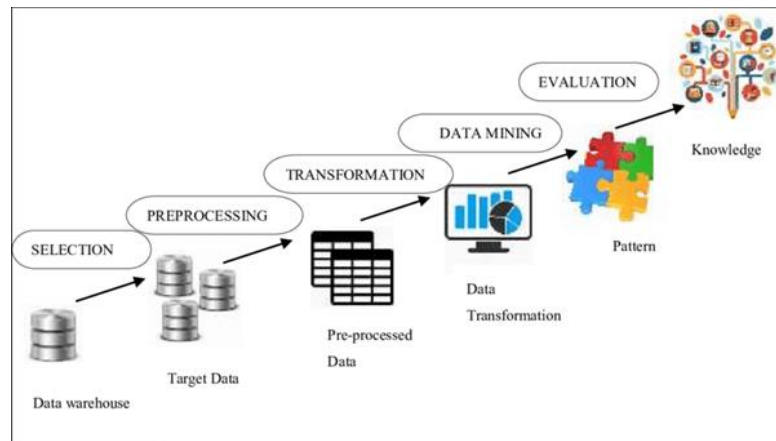 EVALUATION
Knowledge
DATA MINING
TRANSFORMATION
Pattern
PREPROCESSING
Data
Transformation
SELECTION
Pre-processed
Data
Target Data
Data warehouse